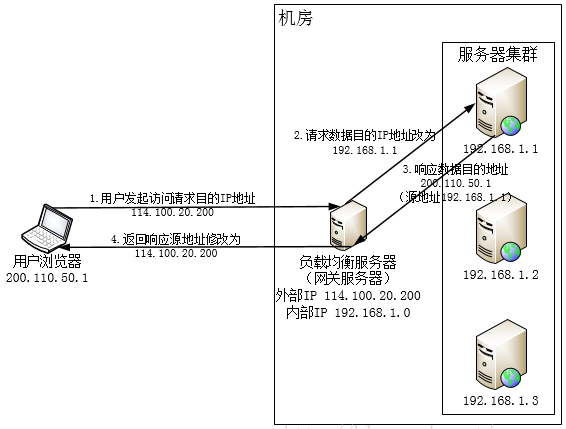 机房
服务器集群
192.168.1.1
2.请求数据目的IP地址改为
192.168.1.1
3.响应数据目的地址
200.110.50.1
（源地址192.168.1.1）
1.用户发起访问请求目的IP地址
114.100.20.200
4.返回响应源地址修改为
114.100.20.200
用户浏览器
200.110.50.1
负载均衡服务器
（网关服务器）
外部IP 114.100.20.200
内部IP 192.168.1.0
192.168.1.2
192.168.1.3